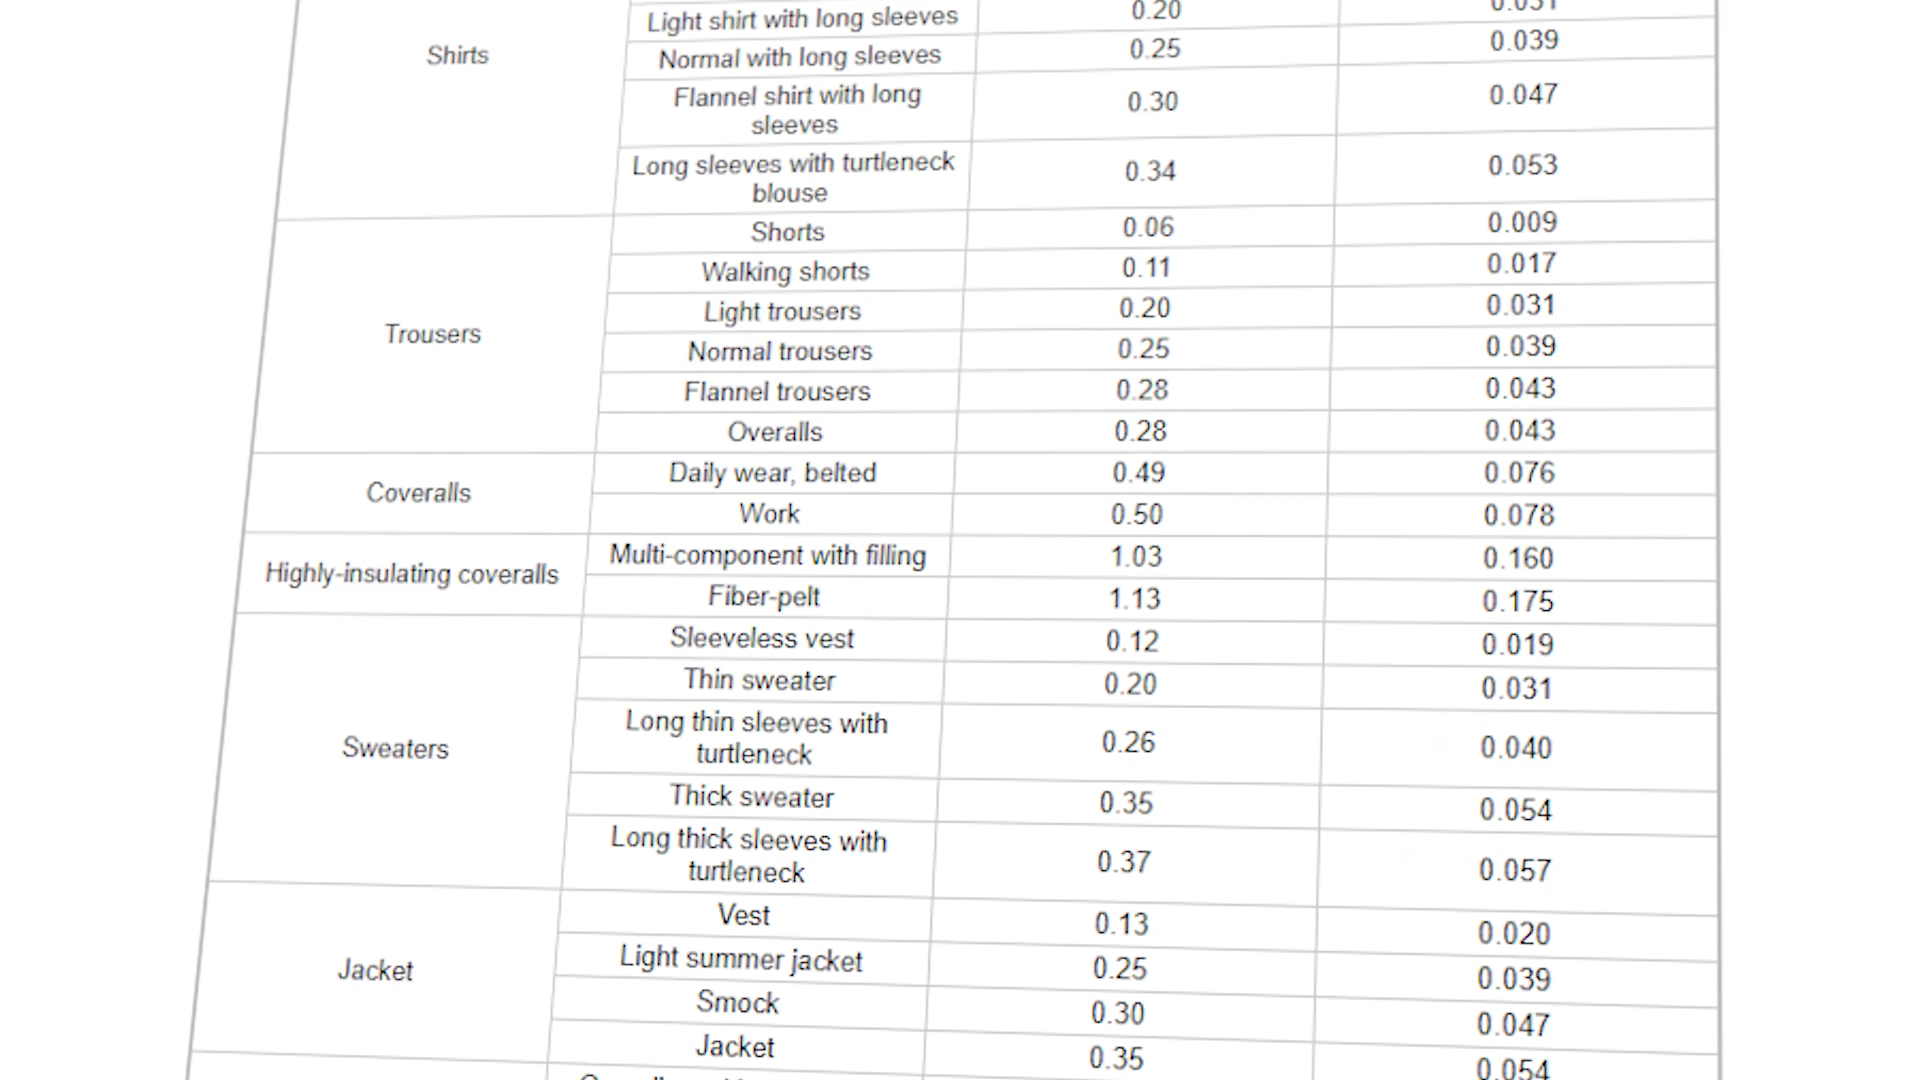 Light shirt with long sleeves 0.20 0.031
Shirts
Normal with long sleeves 0.25 0.039
Flannel shirt with long
sleeves
0.30 0.047
Long sleeves with turtleneck
blouse
0.34 0.053
Trousers
Shorts 0.06 0.009
Walking shorts 0.11 0.017
Light trousers 0.20 0.031
Normal trousers 0.25 0.039
Flannel trousers 0.28 0.043
Overalls 0.28 0.043
Coveralls
Daily wear, belted 0.49 0.076
Work 0.50 0.078
Highly-insulating coveralls
Multi-component with filling 1.03 0.160
Fiber-pelt 1.13 0.175
Sweaters
Sleeveless vest 0.12 0.019
Thin sweater 0.20 0.031
Long thin sleeves with
turtleneck
0.26 0.040
Thick sweater 0.35 0.054
Long thick sleeves with
turtleneck
0.37 0.057
Jacket
Vest 0.13 0.020
Light summer jacket 0.25 0.039
Smock 0.30 0.047
Jacket 0.35 0.054